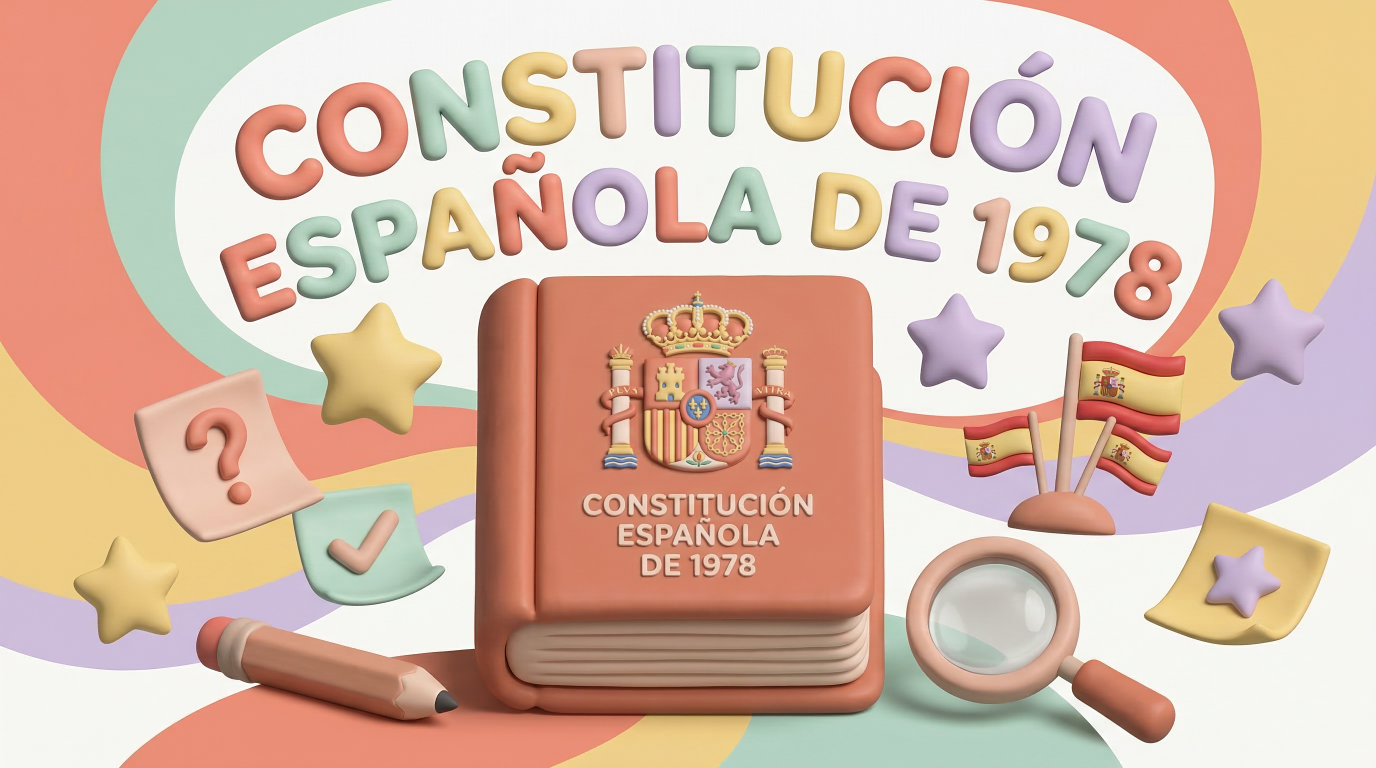 CONSTITUCIÓN
ESPAÑOLA DE 1978
?
CONSTITUCIÓN
ESPAÑOLA
DE 1978